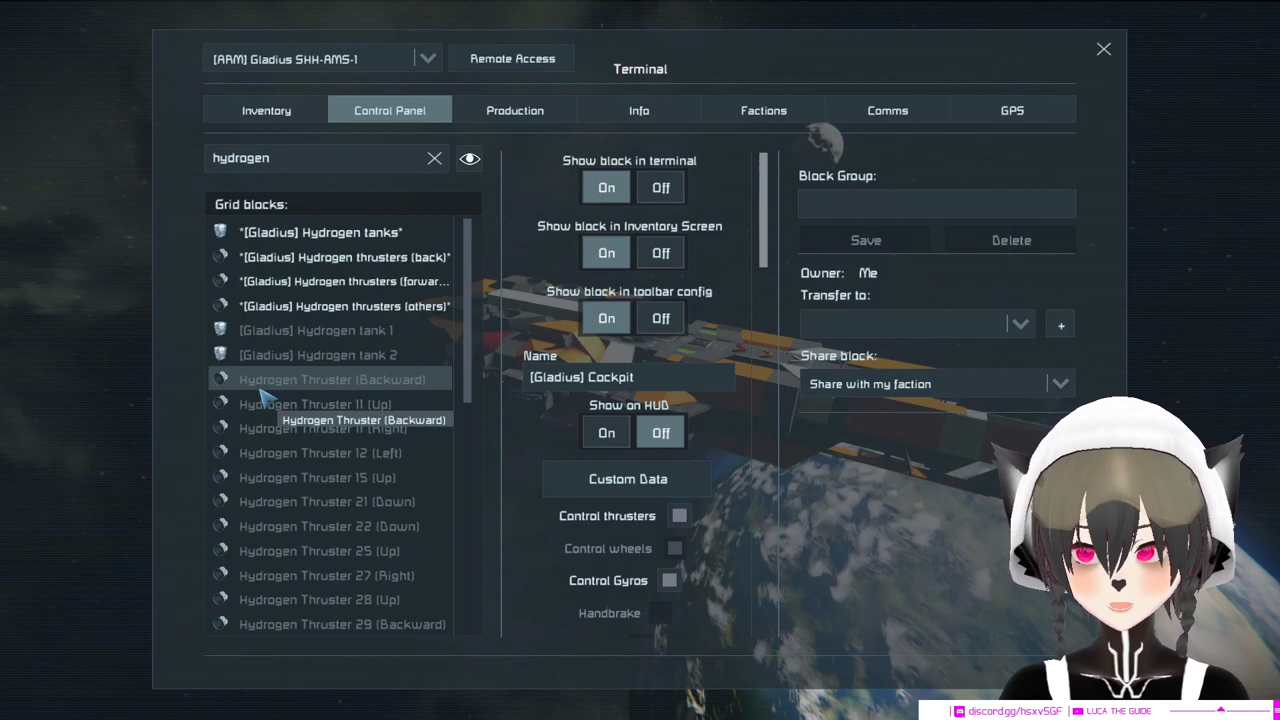 [ARM] Gladius SHH-AMS-1
Remote Access
Terminal
Inventory
Control Panel
Production
Info
Factions
Comms
GPS
hydrogen
Grid blocks:
*[Gladius] Hydrogen tanks*
*[Gladius] Hydrogen thrusters (back)*
*[Gladius] Hydrogen thrusters (forwar...
*[Gladius] Hydrogen thrusters (others)*
[Gladius] Hydrogen tank 1
[Gladius] Hydrogen tank 2
Hydrogen Thruster (Backward)
Hydrogen Thruster 11 (Up)
Hydrogen Thruster (Backward)
Hydrogen Thruster 11 (Right)
Hydrogen Thruster 12 (Left)
Hydrogen Thruster 15 (Up)
Hydrogen Thruster 21 (Down)
Hydrogen Thruster 22 (Down)
Hydrogen Thruster 25 (Up)
Hydrogen Thruster 27 (Right)
Hydrogen Thruster 28 (Up)
Hydrogen Thruster 29 (Backward)
Show block in terminal
On Off
Show block in Inventory Screen
On Off
Show block in toolbar config
On Off
Name
[Gladius] Cockpit
Show on HUD
On Off
Custom Data
Control thrusters
Control wheels
Control Gyros
Handbrake
Block Group:
Save
Delete
Owner: Me
Transfer to:
+
Share block:
Share with my faction
discord.gg/hsxv5GF
LUCA THE GUIDE